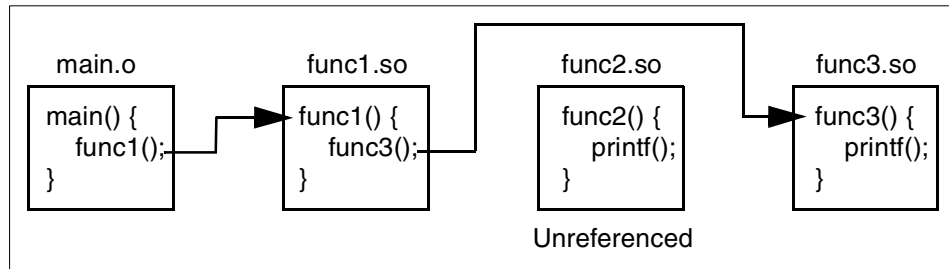 main.o
main() {
func1();
}
func1.so
func1() {
func3();
}
func2.so
func2() {
printf();
}
Unreferenced
func3.so
func3() {
printf();
}